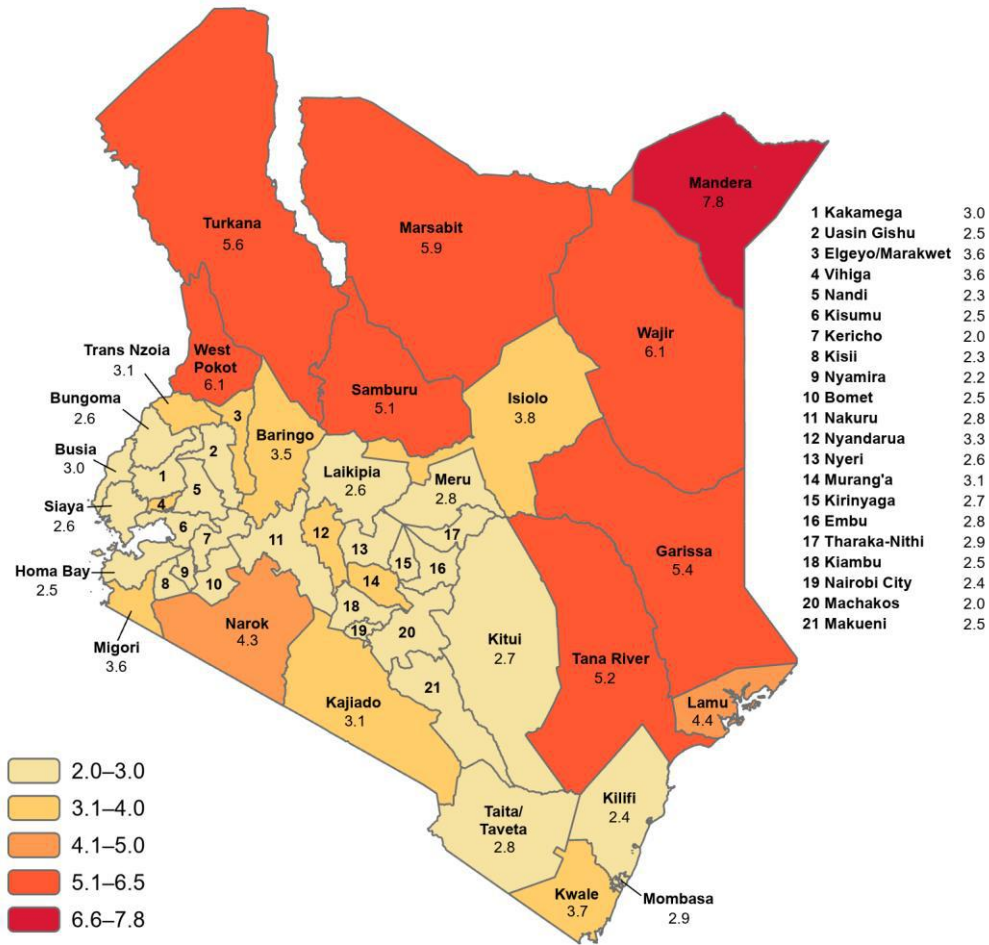 Mandera
7.8
Turkana
5.6
Marsabit
5.9
Wajir
6.1
Trans Nzoia
3.1
West
Pokot
6.1
Samburu
5.1
Isiolo
3.8
Bungoma
2.6
3
Baringo
3.5
Busia
3.0
2
1
Laikipia
2.6
Meru
2.8
Siaya
2.6
4
5
6
7
11
12
13
15
17
16
Garissa
5.4
Homa Bay
2.5
8
9
10
14
18
19
20
Narok
4.3
Migori
3.6
Kitui
2.7
Tana River
5.2
21
Kajiado
3.1
Lamu
4.4
Taita/
Taveta
2.8
Kilifi
2.4
Kwale
3.7
Mombasa
2.9
1 Kakamega 3.0
2 Uasin Gishu 2.5
3 Elgeyo/Marakwet 3.6
4 Vihiga 3.6
5 Nandi 2.3
6 Kisumu 2.5
7 Kericho 2.0
8 Kisii 2.3
9 Nyamira 2.2
10 Bomet 2.5
11 Nakuru 2.8
12 Nyandarua 3.3
13 Nyeri 2.6
14 Murang'a 3.1
15 Kirinyaga 2.7
16 Embu 2.8
17 Tharaka-Nithi 2.9
18 Kiambu 2.5
19 Nairobi City 2.4
20 Machakos 2.0
21 Makueni 2.5
2.0–3.0
3.1–4.0
4.1–5.0
5.1–6.5
6.6–7.8